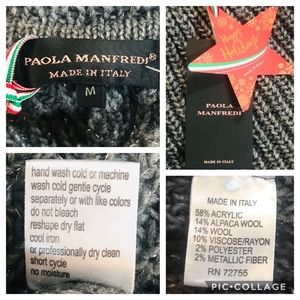 PAOLA MANFREDI®
MADE IN ITALY
M
Happy
Holidays
PAOLA
MANFREDI
MADE IN ITALY
hand wash cold or machine
wash cold gentle cycle
separately or with like colors
do not bleach
reshape dry flat
cool iron
or professionally dry clean
short cycle
no moisture
MADE IN ITALY
58% ACRYLIC
14% ALPACA WOOL
14% WOOL
10% VISCOSE/RAYON
2% POLYESTER
2% METALLIC FIBER
RN 72755
PIC•COLLAGE